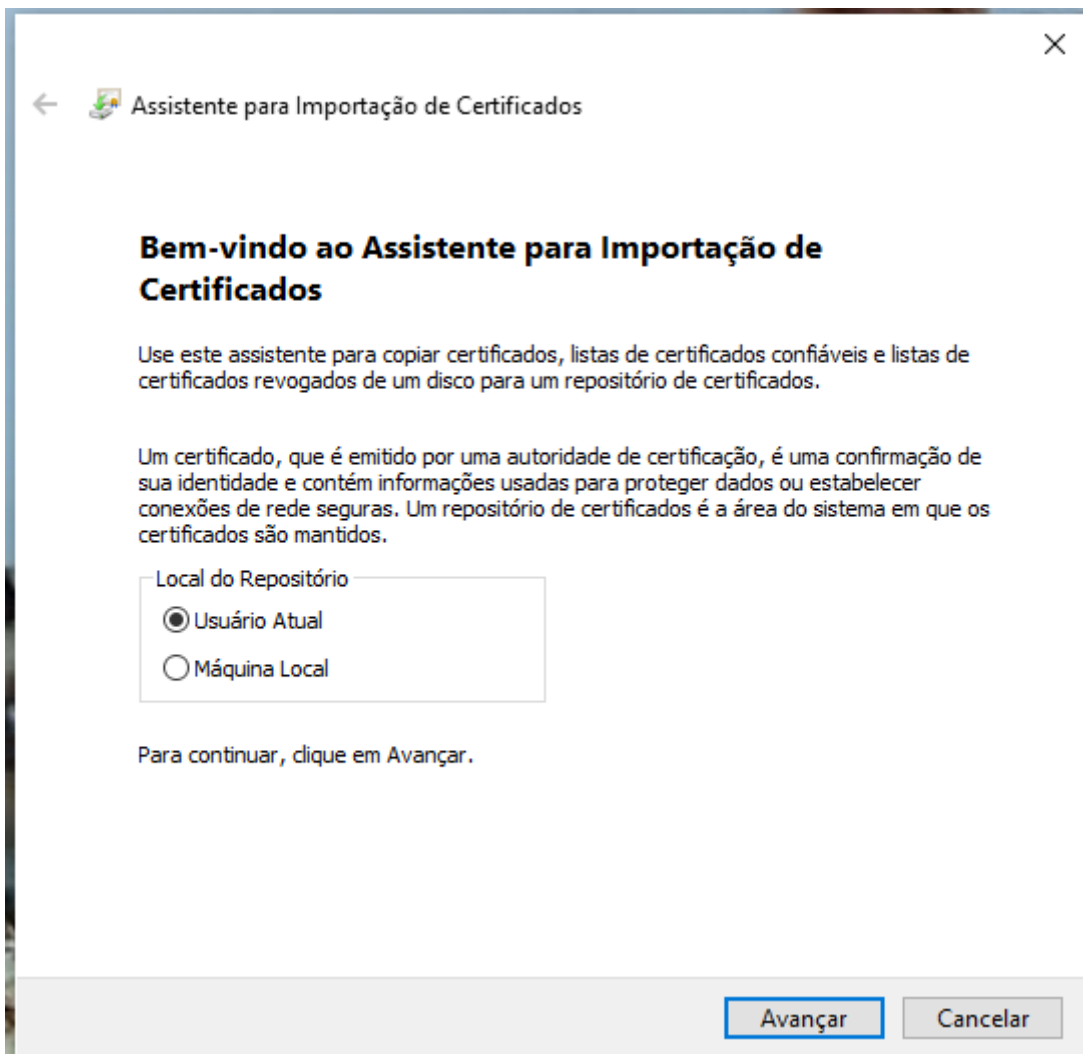 Assistente para Importação de Certificados
Bem-vindo ao Assistente para Importação de
Certificados
Use este assistente para copiar certificados, listas de certificados confiáveis e listas de
certificados revogados de um disco para um repositório de certificados.
Um certificado, que é emitido por uma autoridade de certificação, é uma confirmação de
sua identidade e contém informações usadas para proteger dados ou estabelecer
conexões de rede seguras. Um repositório de certificados é a área do sistema em que os
certificados são mantidos.
Local do Repositório
Usuário Atual
Máquina Local
Para continuar, clique em Avançar.
Avançar
Cancelar